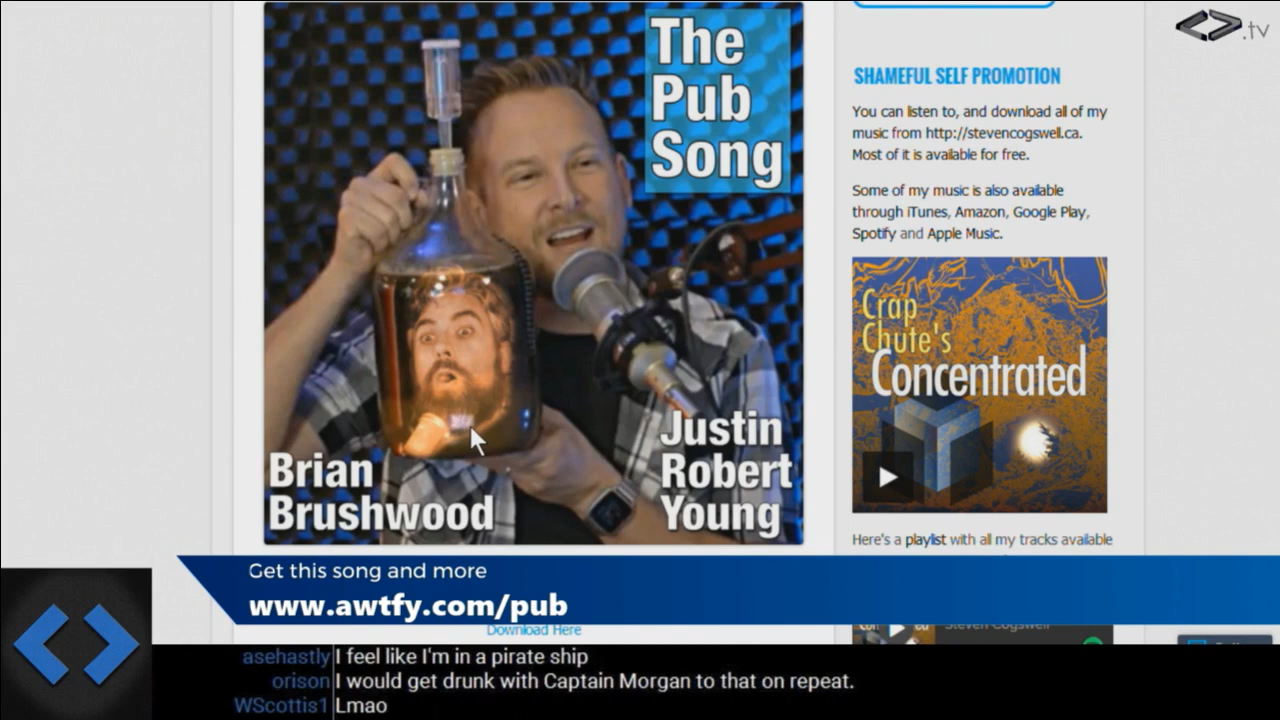 The
Pub
Song
Brian
Brushwood
Justin
Robert
Young
.tv
SHAMEFUL SELF PROMOTION
You can listen to, and download all of my
music from http://stevencogswell.ca.
Most of it is available for free.
Some of my music is also available
through iTunes, Amazon, Google Play,
Spotify and Apple Music.
Crap
Chute's
Concentrated
Here's a playlist with all my tracks available
Get this song and more
www.awtfy.com/pub
Download Here
Steven Cogswell
asehastly I feel like I'm in a pirate ship
orison I would get drunk with Captain Morgan to that on repeat.
WScottis1 Lmao